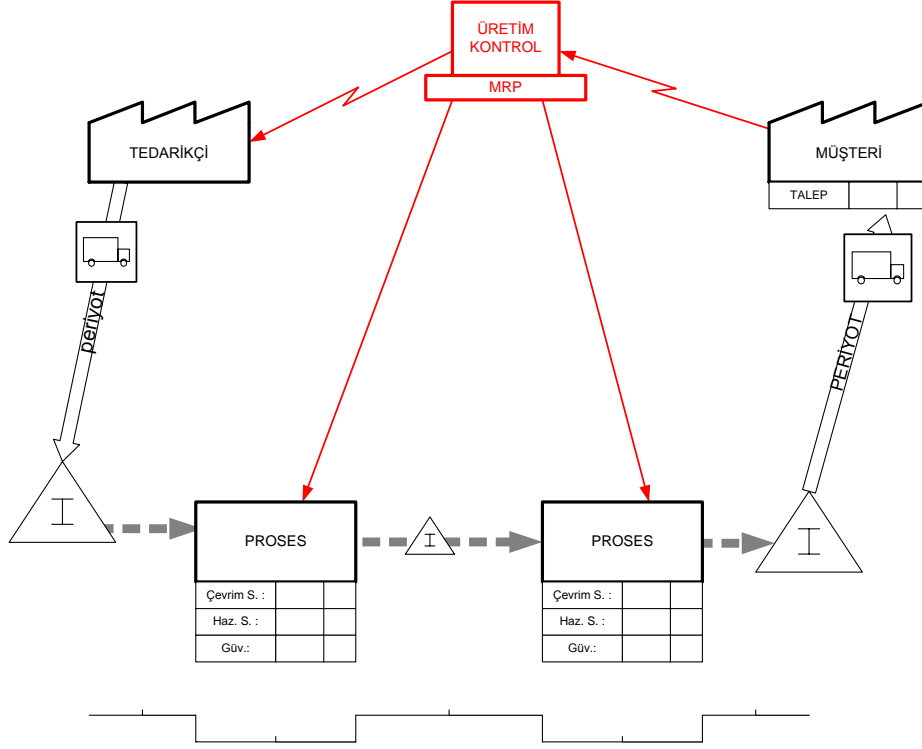 ÜRETİM
KONTROL
MRP
TEDARİKÇİ
MÜŞTERİ
TALEP
periyot
PERİYOT
I
PROSES
I
PROSES
I
Çevrim S. :
Haz. S. :
Güv.:
Çevrim S. :
Haz. S. :
Güv.: